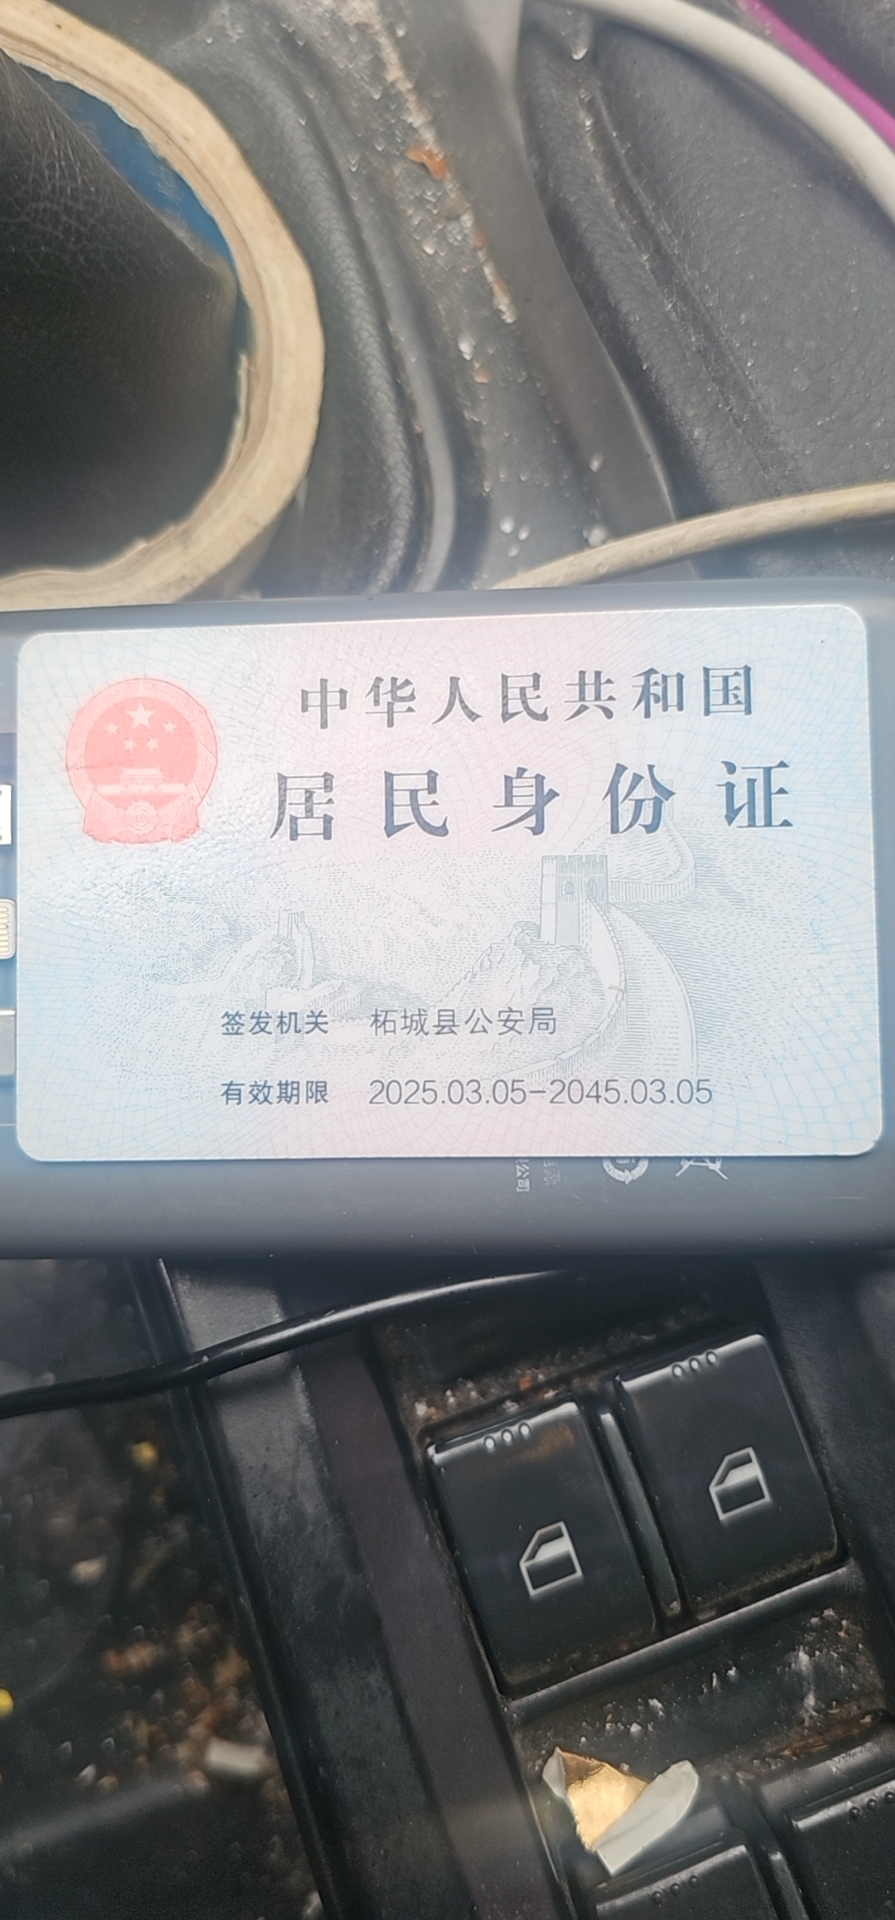 中华人民共和国
居民身份证
签发机关 柘城县公安局
有效期限 2025.03.05-2045.03.05